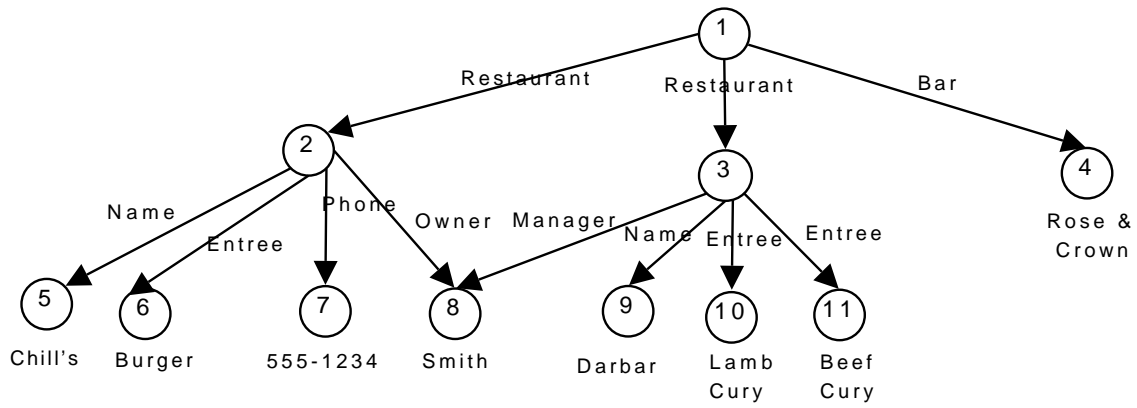 1
Restaurant
Restaurant
Bar
2
3
4
Name
Entree
Phone
Owner
Manager
Name
Entree
Entree
Rose &
Crown
5
6
7
8
9
10
11
Chill's
Burger
555-1234
Smith
Darbar
Lamb
Cury
Beef
Cury